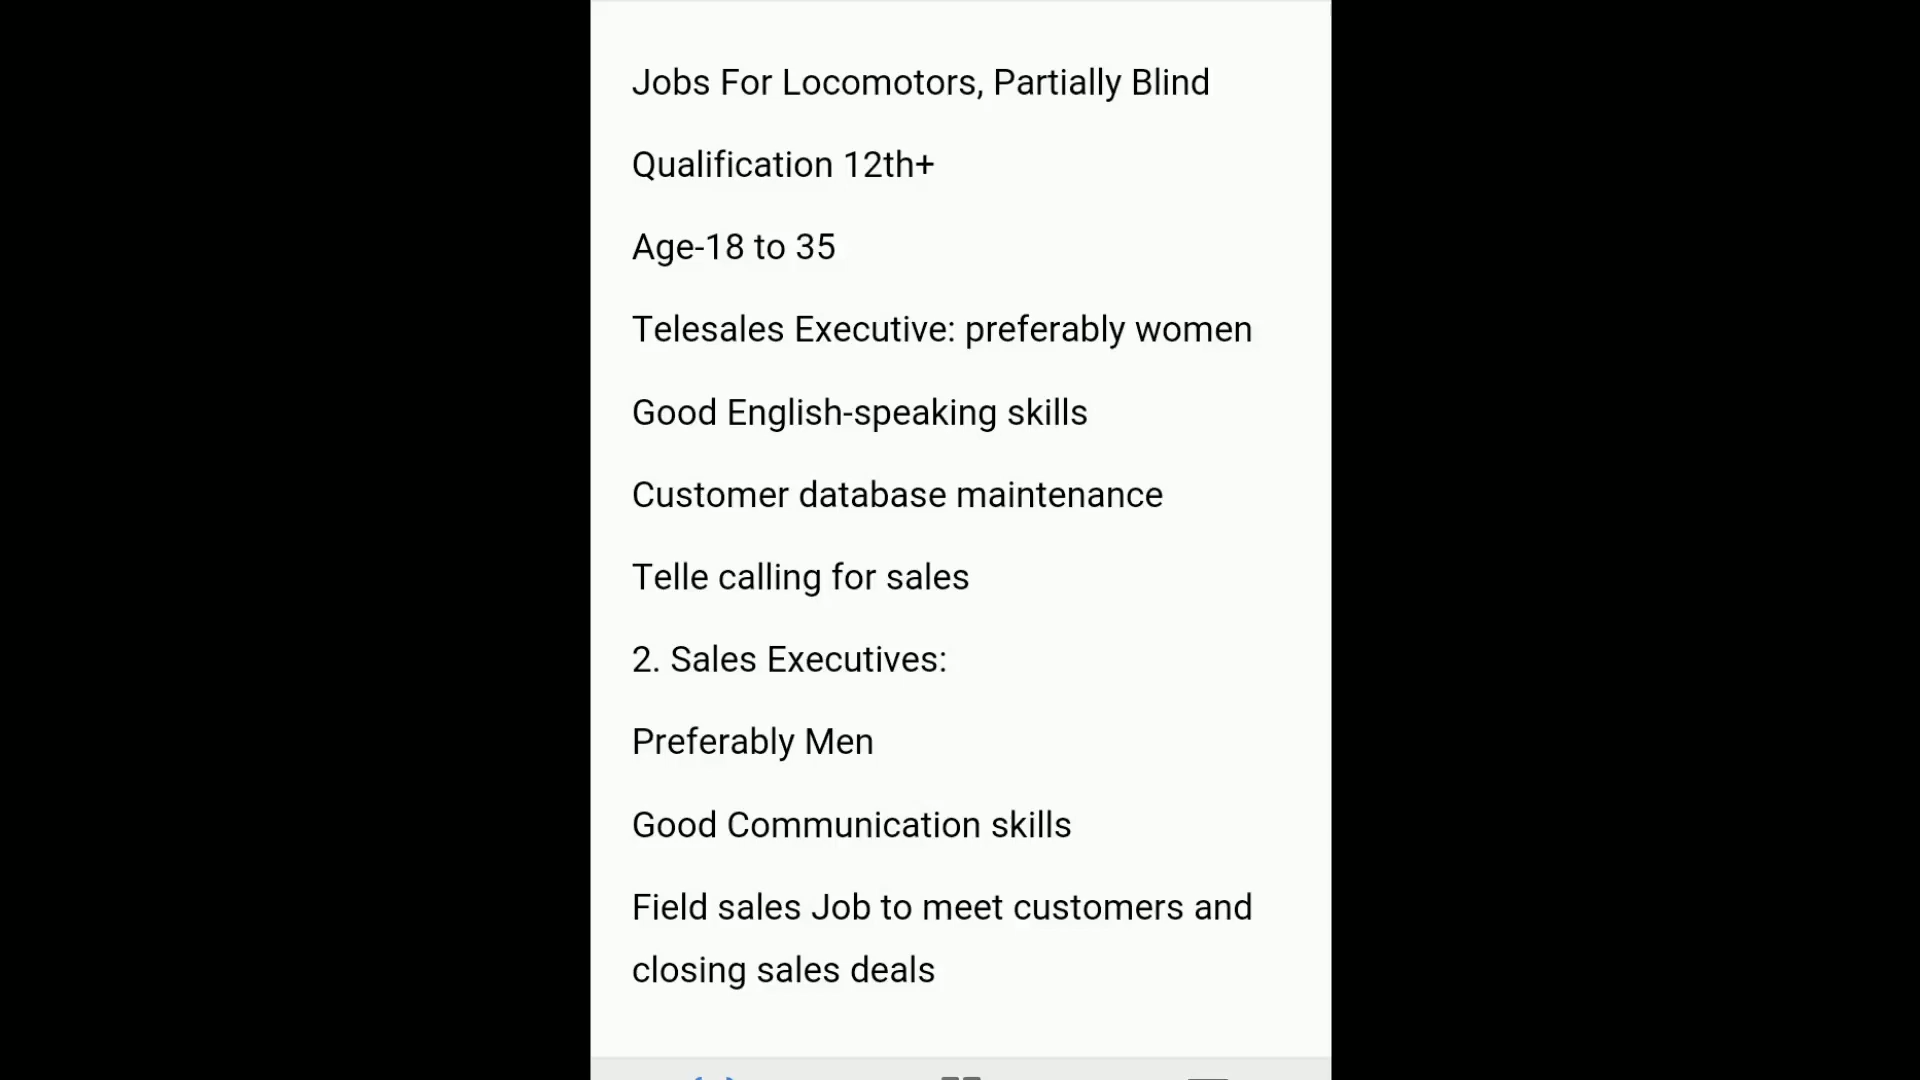 Jobs For Locomotors, Partially Blind
Qualification 12th+
Age-18 to 35
Telesales Executive: preferably women
Good English-speaking skills
Customer database maintenance
Telle calling for sales
2. Sales Executives:
Preferably Men
Good Communication skills
Field sales Job to meet customers and
closing sales deals